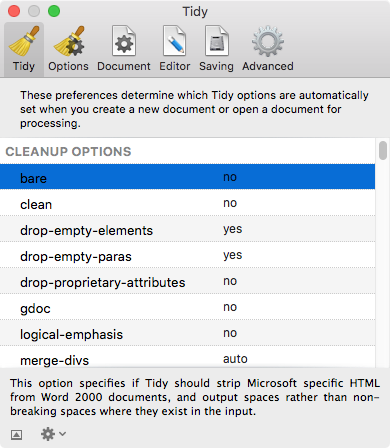 Tidy
Tidy Options Document Editor Saving Advanced
These preferences determine which Tidy options are automatically
set when you create a new document or open a document for
processing.
CLEANUP OPTIONS
bare no
clean no
drop-empty-elements yes
drop-empty-paras yes
drop-proprietary-attributes no
gdoc no
logical-emphasis no
merge-divs auto
This option specifies if Tidy should strip Microsoft specific HTML
from Word 2000 documents, and output spaces rather than non-
breaking spaces where they exist in the input.